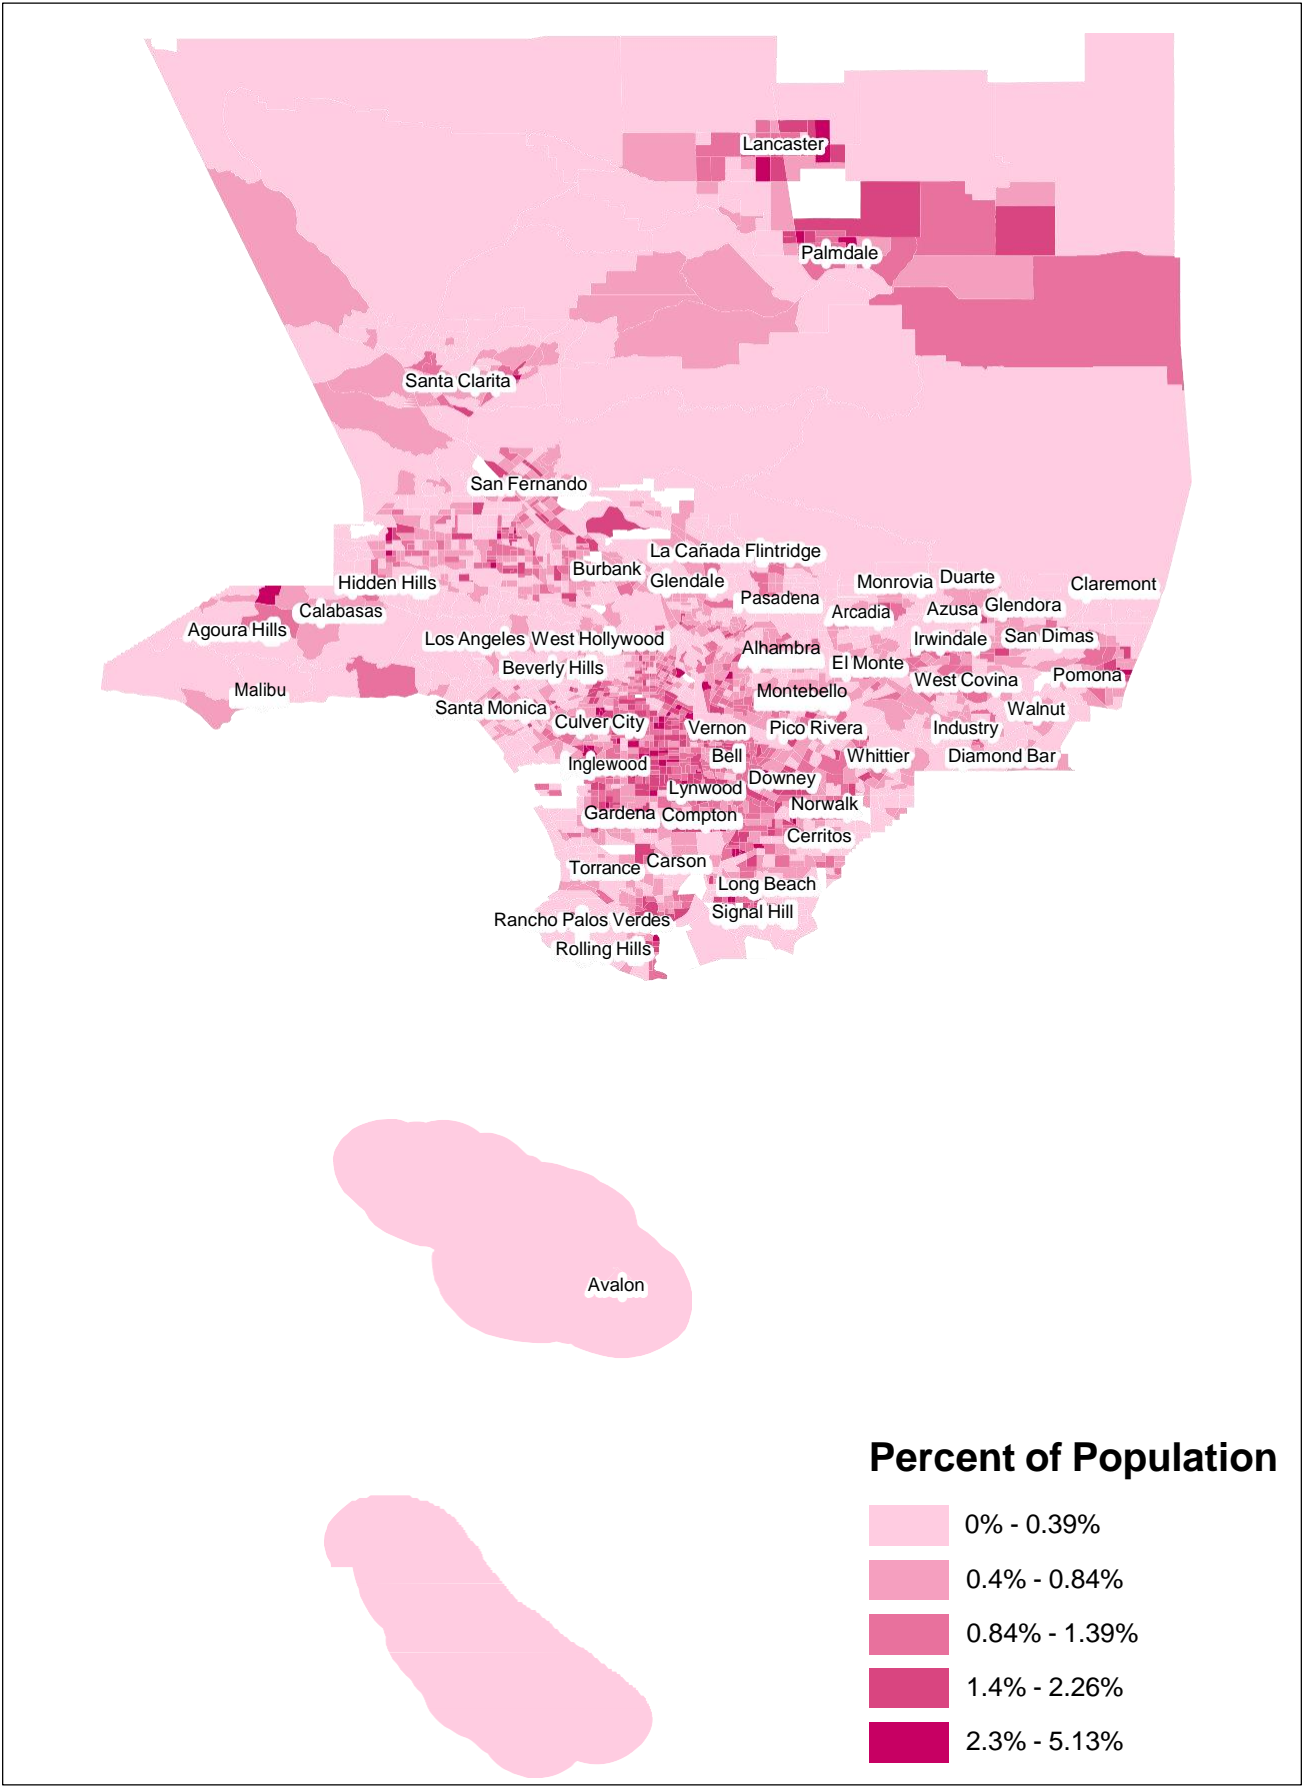 Lancaster
Palmdale
Santa Clarita
San Fernando
La Cañada Flintridge
Burbank
Glendale
Hidden Hills
Monrovia
Duarte
Claremont
Pasadena
Calabasas
Arcadia
Azusa
Glendora
Agoura Hills
Los Angeles
West Hollywood
Alhambra
Irwindale
San Dimas
Beverly Hills
El Monte
West Covina
Pomona
Malibu
Montebello
Santa Monica
Culver City
Vernon
Pico Rivera
Walnut
Industry
Inglewood
Bell
Whittier
Diamond Bar
Downey
Lynwood
Norwalk
Gardena
Compton
Cerritos
Torrance
Carson
Long Beach
Rancho Palos Verdes
Signal Hill
Rolling Hills
Avalon
Percent of Population
0% - 0.39%
0.4% - 0.84%
0.84% - 1.39%
1.4% - 2.26%
2.3% - 5.13%